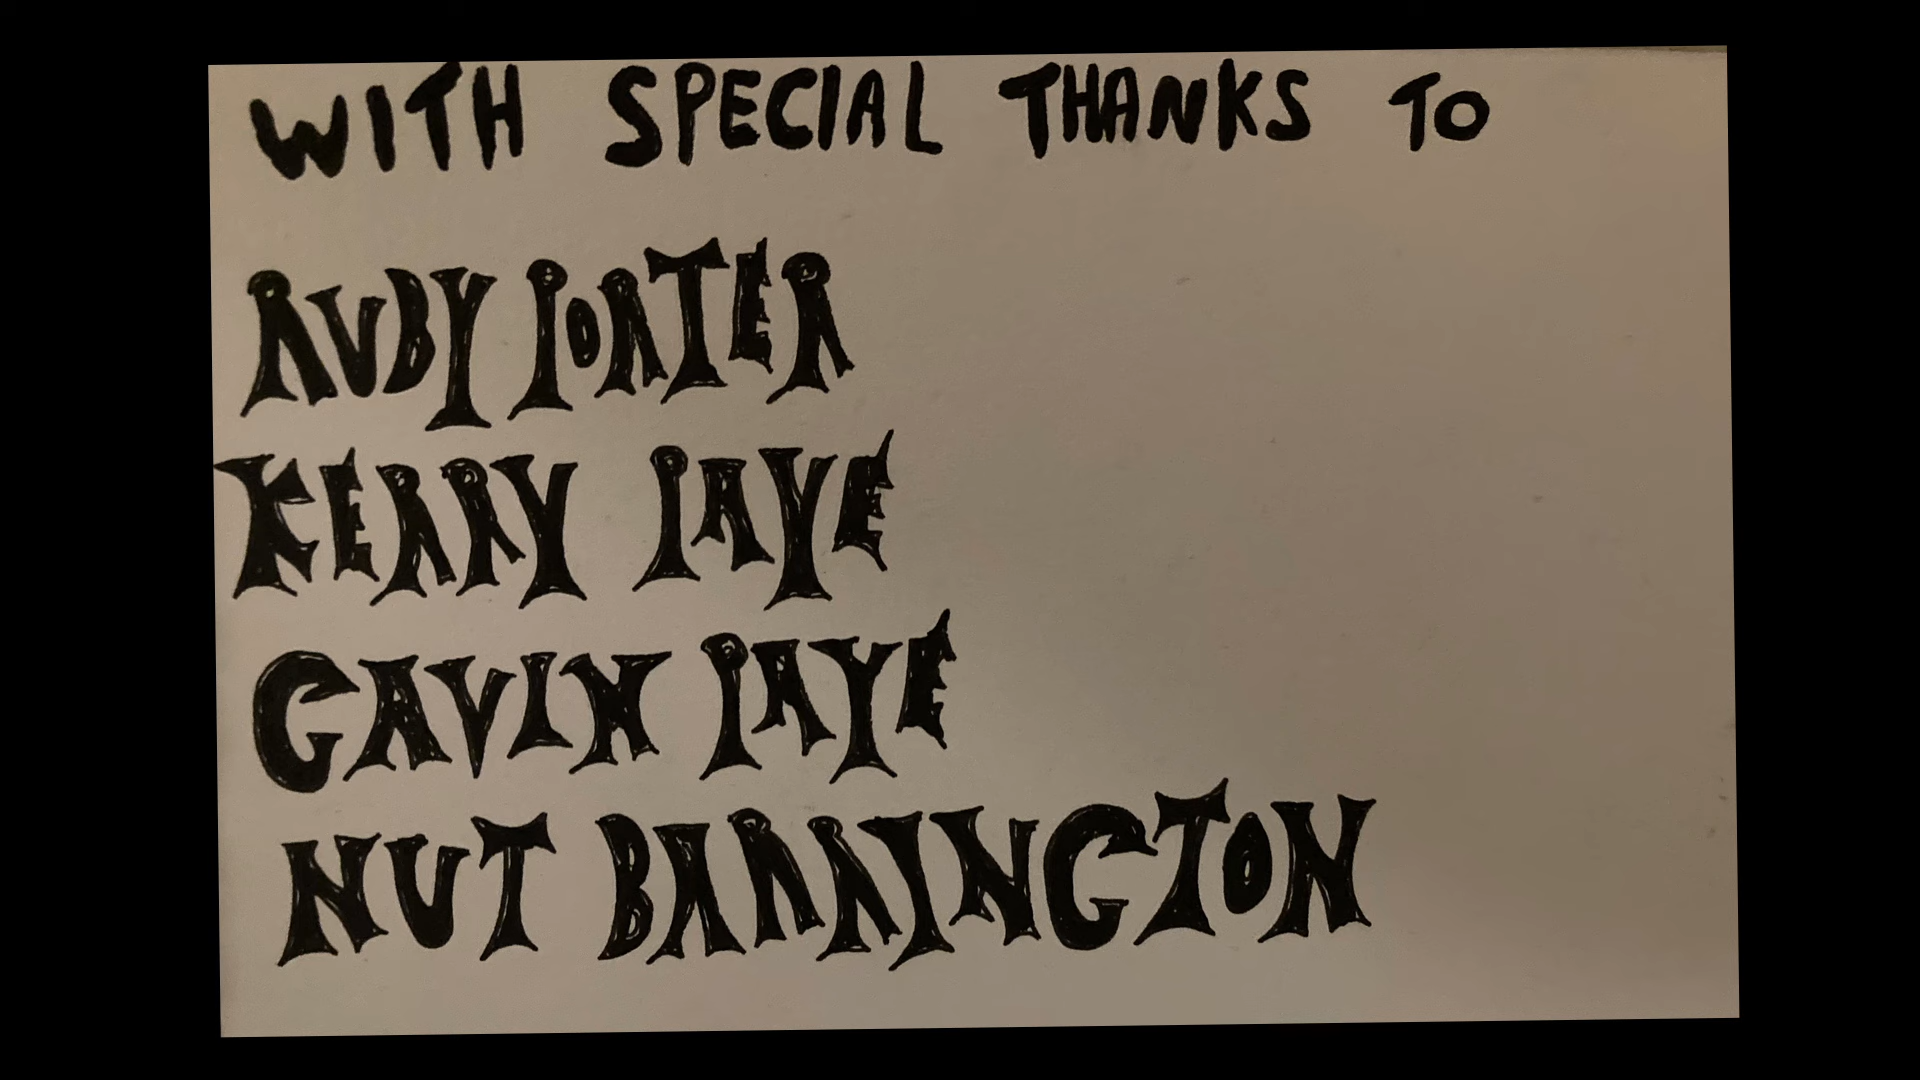 WITH SPECIAL THANKS TO
RUBY PORTER
KERRY PAYE
GAVIN PAYE
NUT BARRINGTON